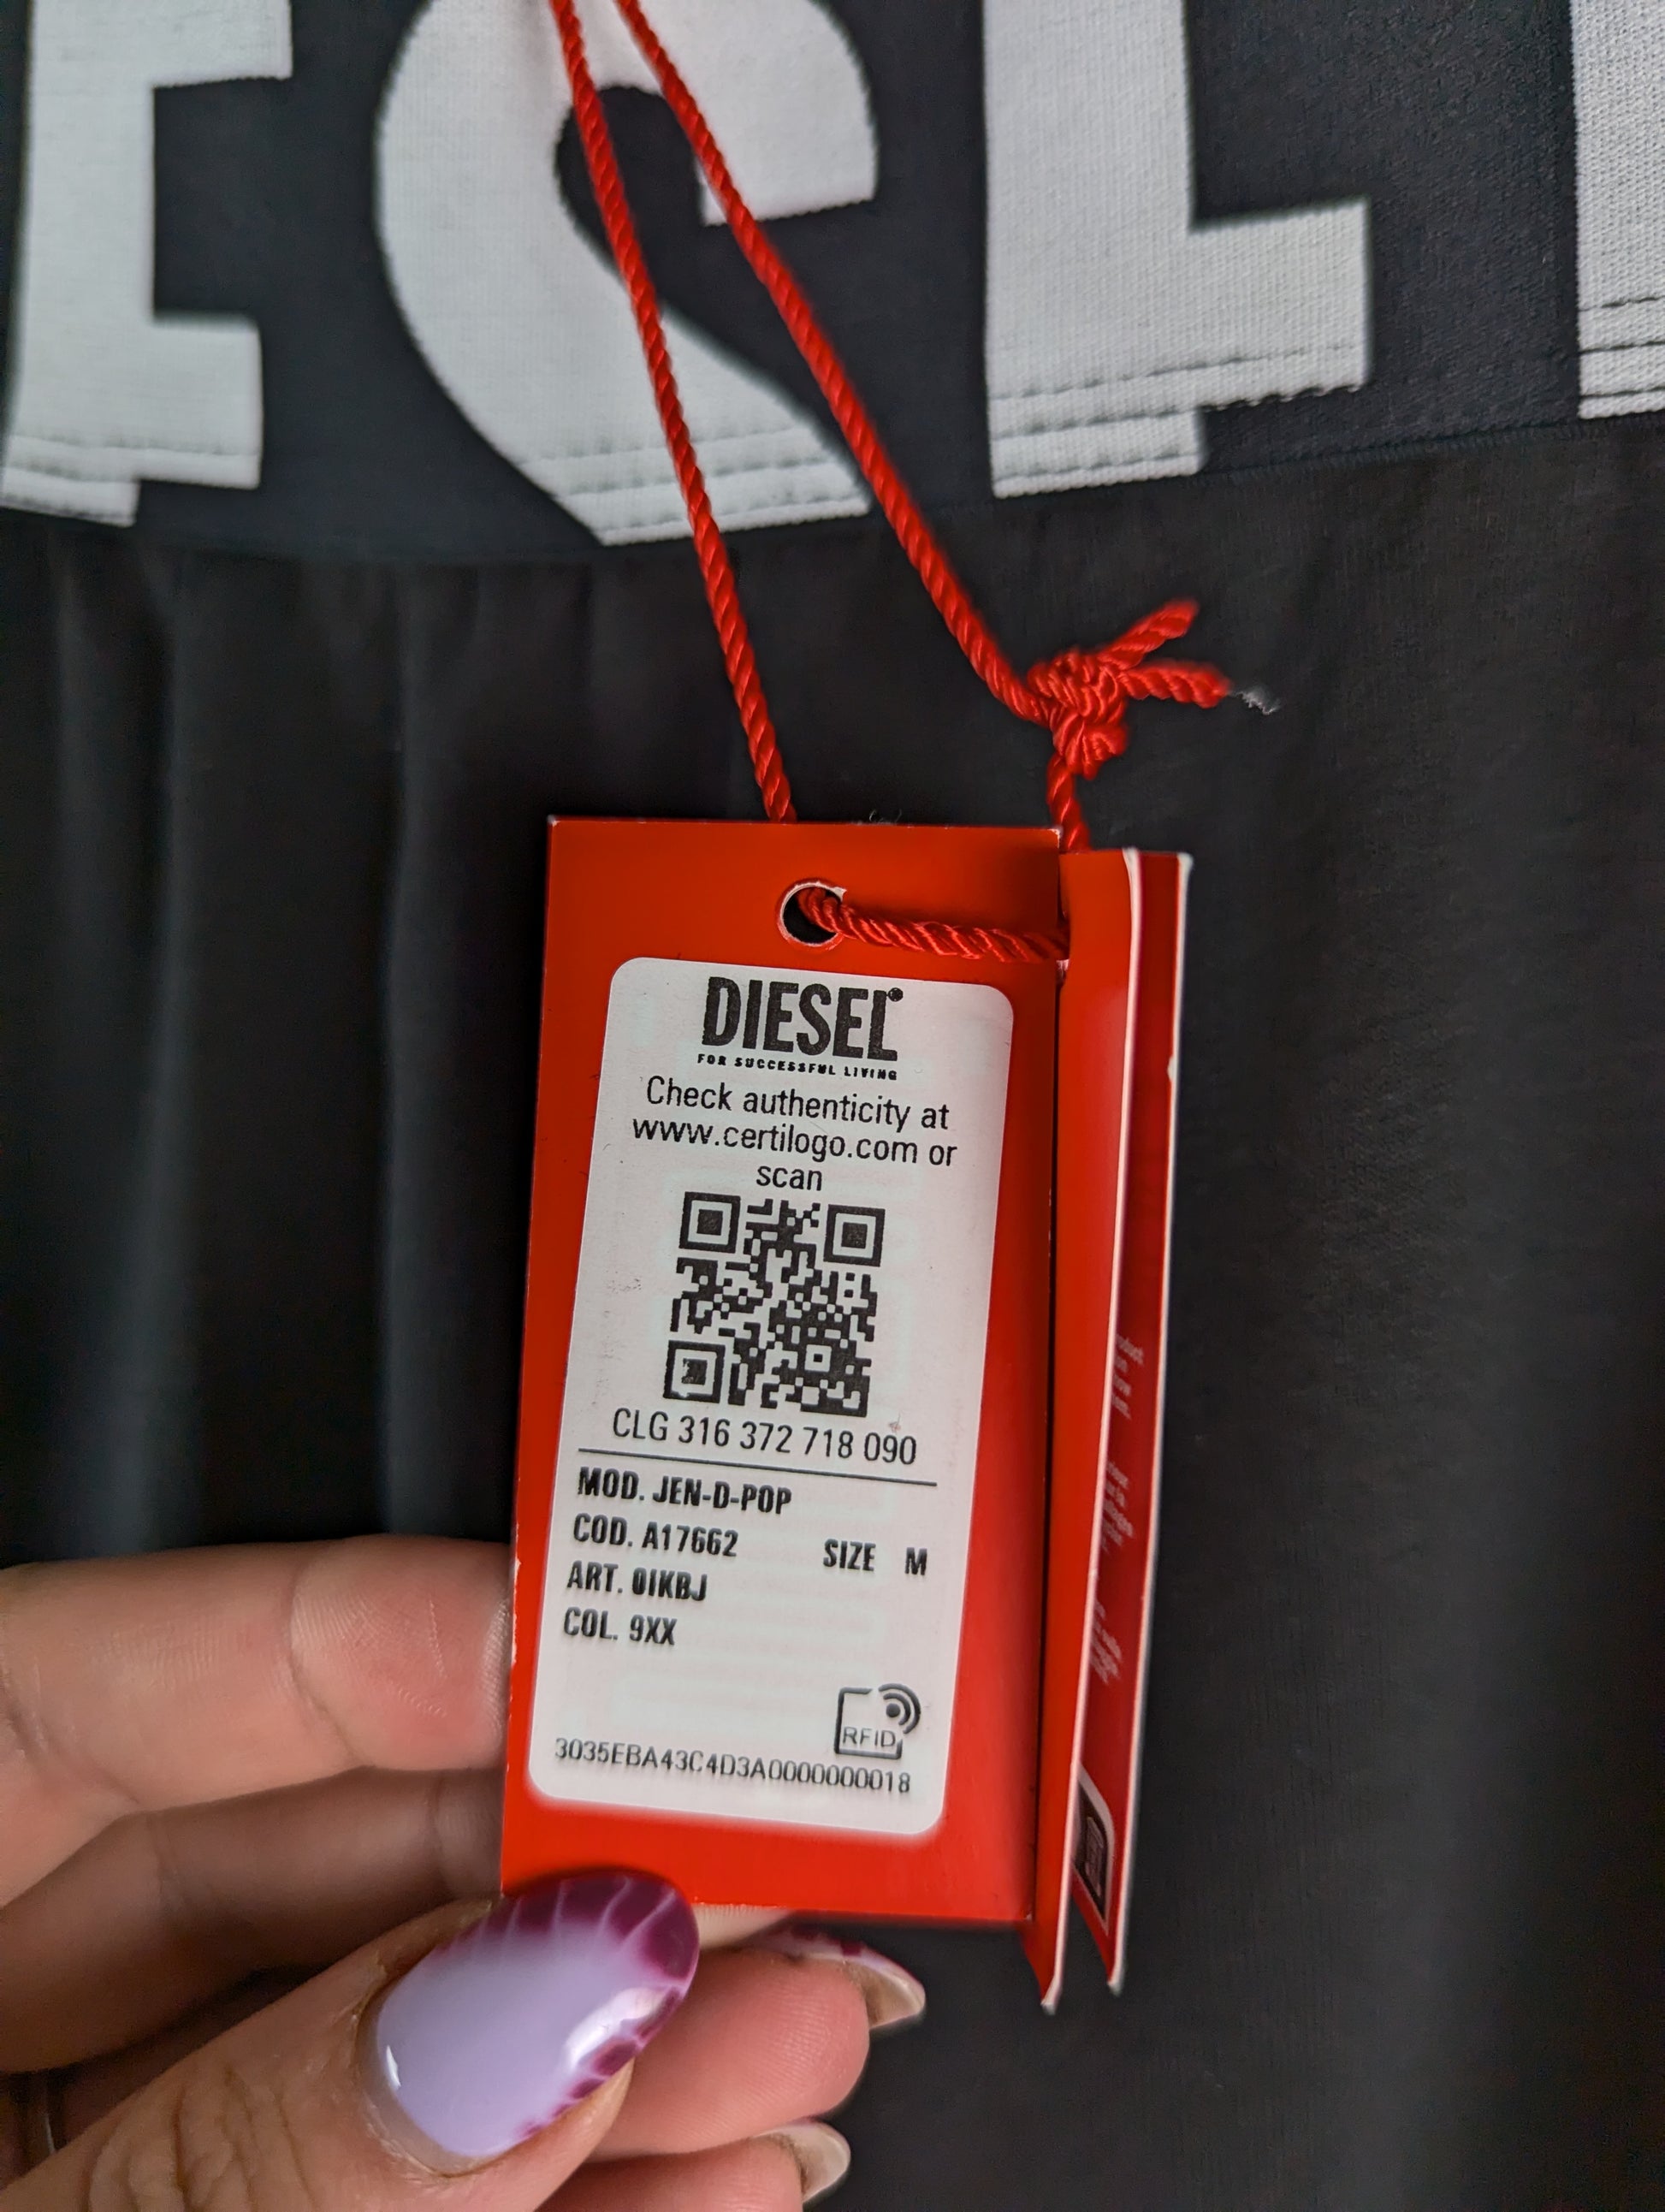 ESEL
DIESEL®
FOR SUCCESSFUL LIVING
Check authenticity at
www.certilogo.com or
scan
CLG 316 372 718 090
MOD. JEN-D-POP
COD. A17662 SIZE M
ART. 0IKBJ
COL. 9XX
RFID
3035EBA43C4D3A0000000018